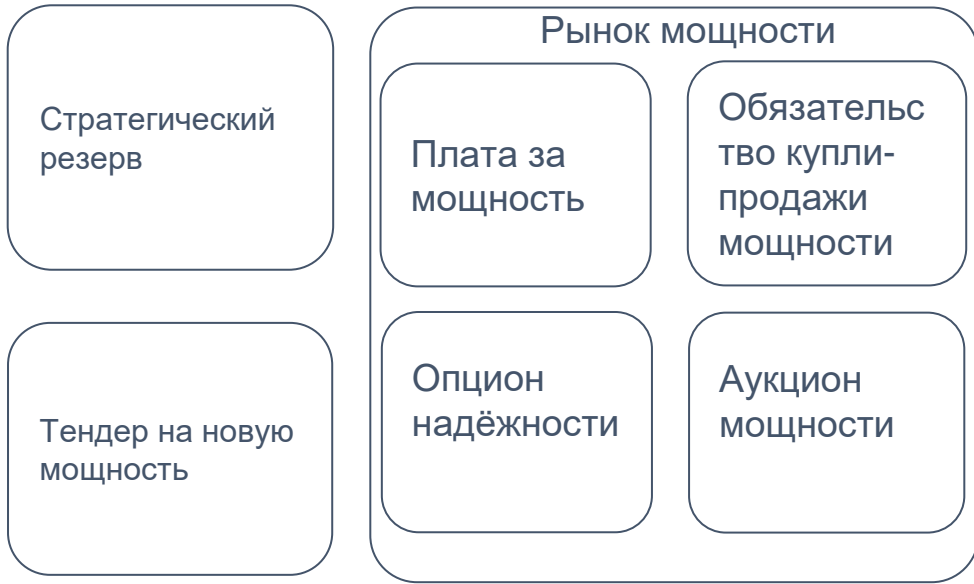 Стратегический
резерв
Тендер на новую
мощность
Рынок мощности
Плата за
мощность
Обязательс
тво купли-
продажи
мощности
Опцион
надёжности
Аукцион
мощности